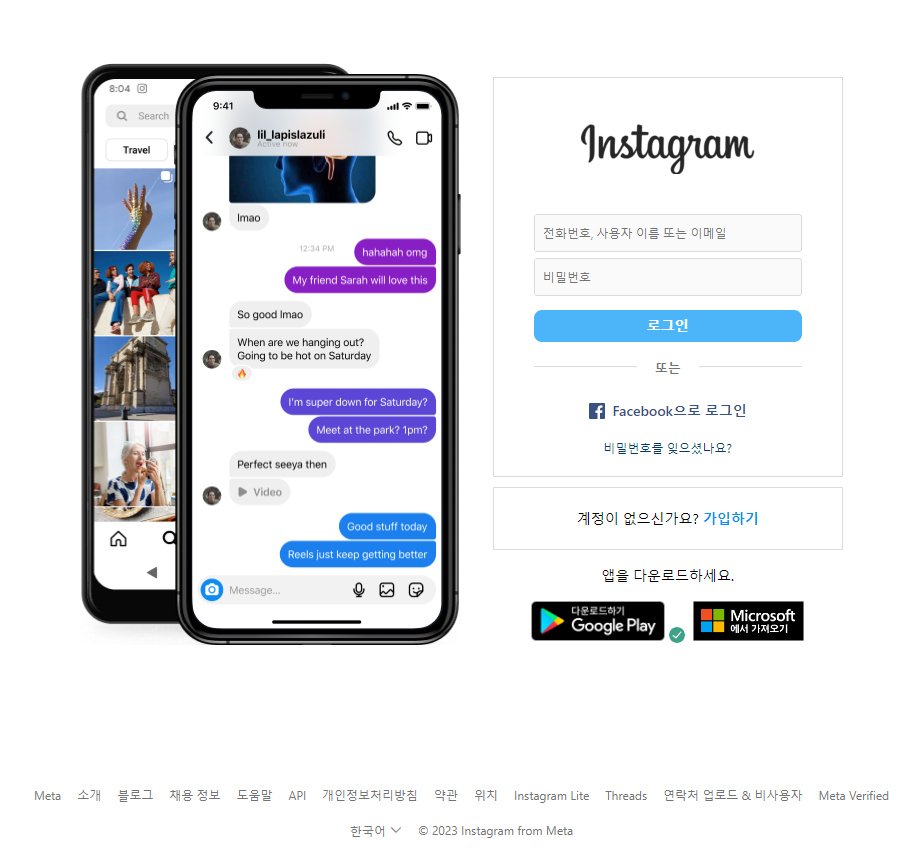 8:04
Search
Travel
9:41
lil_lapislazuli
Active now
lmao
12:34 PM
hahahah omg
My friend Sarah will love this
So good lmao
When are we hanging out?
Going to be hot on Saturday
I'm super down for Saturday?
Meet at the park? 1pm?
Perfect seeya then
Video
Good stuff today
Reels just keep getting better
Message...
Instagram
전화번호, 사용자 이름 또는 이메일
비밀번호
로그인
또는
Facebook으로 로그인
비밀번호를 잊으셨나요?
계정이 없으신가요? 가입하기
앱을 다운로드하세요.
다운로드하기
Google Play
Microsoft
에서 가져오기
Meta 소개 블로그 채용 정보 도움말 API 개인정보처리방침 약관 위치 Instagram Lite Threads 연락처 업로드 & 비사용자 Meta Verified
한국어 © 2023 Instagram from Meta